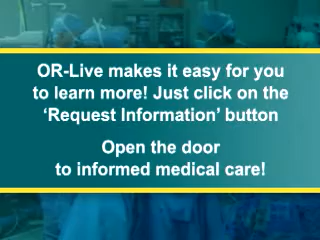 OR-Live makes it easy for you
to learn more! Just click on the
‘Request Information’ button
Open the door
to informed medical care!